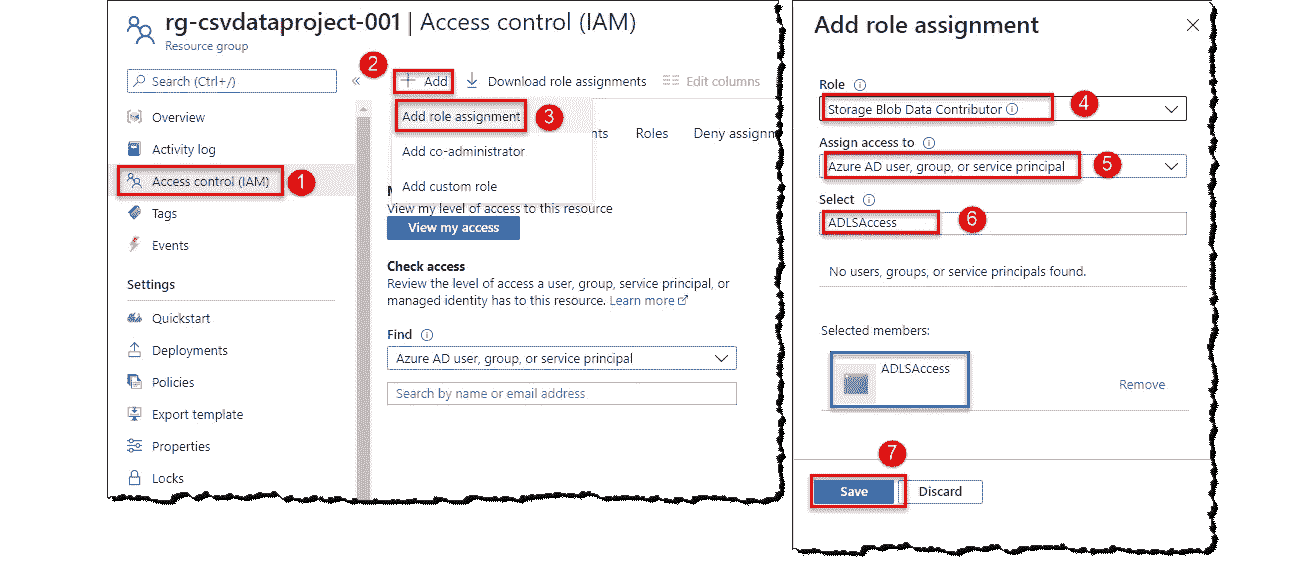 rg-csvdataproject-001 | Access control (IAM)
Resource group
Search (Ctrl+/)
«
Overview
Activity log
Access control (IAM)
1
Tags
Events
Settings
Quickstart
Deployments
Policies
Export template
Properties
Locks
2
+ Add
Download role assignments
Edit columns
Add role assignment
3
nts
Roles
Deny assignm
Add co-administrator
Add custom role
M
View my level of access to this resource
View my access
Check access
Review the level of access a user, group, service principal, or
managed identity has to this resource. Learn more
Find
Azure AD user, group, or service principal
Search by name or email address
Add role assignment
Role
Storage Blob Data Contributor
4
Assign access to
Azure AD user, group, or service principal
5
Select
ADLSAccess
6
No users, groups, or service principals found.
Selected members:
ADLSAccess
Remove
7
Save
Discard